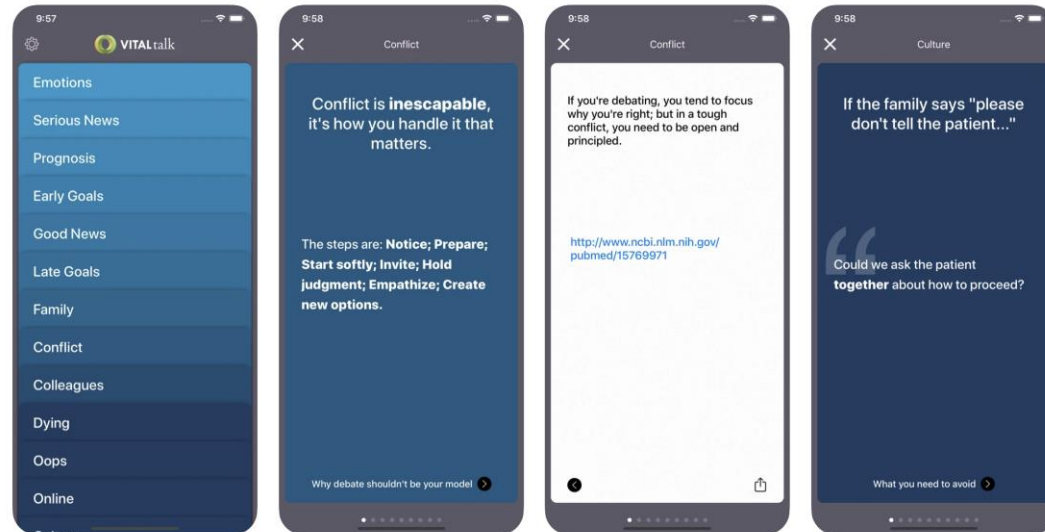 9:57
VITALtalk
Emotions
Serious News
Prognosis
Early Goals
Good News
Late Goals
Family
Conflict
Colleagues
Dying
Oops
Online
9:58
Conflict
Conflict is inescapable,
it's how you handle it that
matters.
The steps are: Notice; Prepare;
Start softly; Invite; Hold
judgment; Empathize; Create
new options.
Why debate shouldn't be your model
9:58
Conflict
If you're debating, you tend to focus
why you're right; but in a tough
conflict, you need to be open and
principled.
http://www.ncbi.nlm.nih.gov/
pubmed/15769971
9:58
Culture
If the family says "please
don't tell the patient..."
Could we ask the patient
together about how to proceed?
What you need to avoid